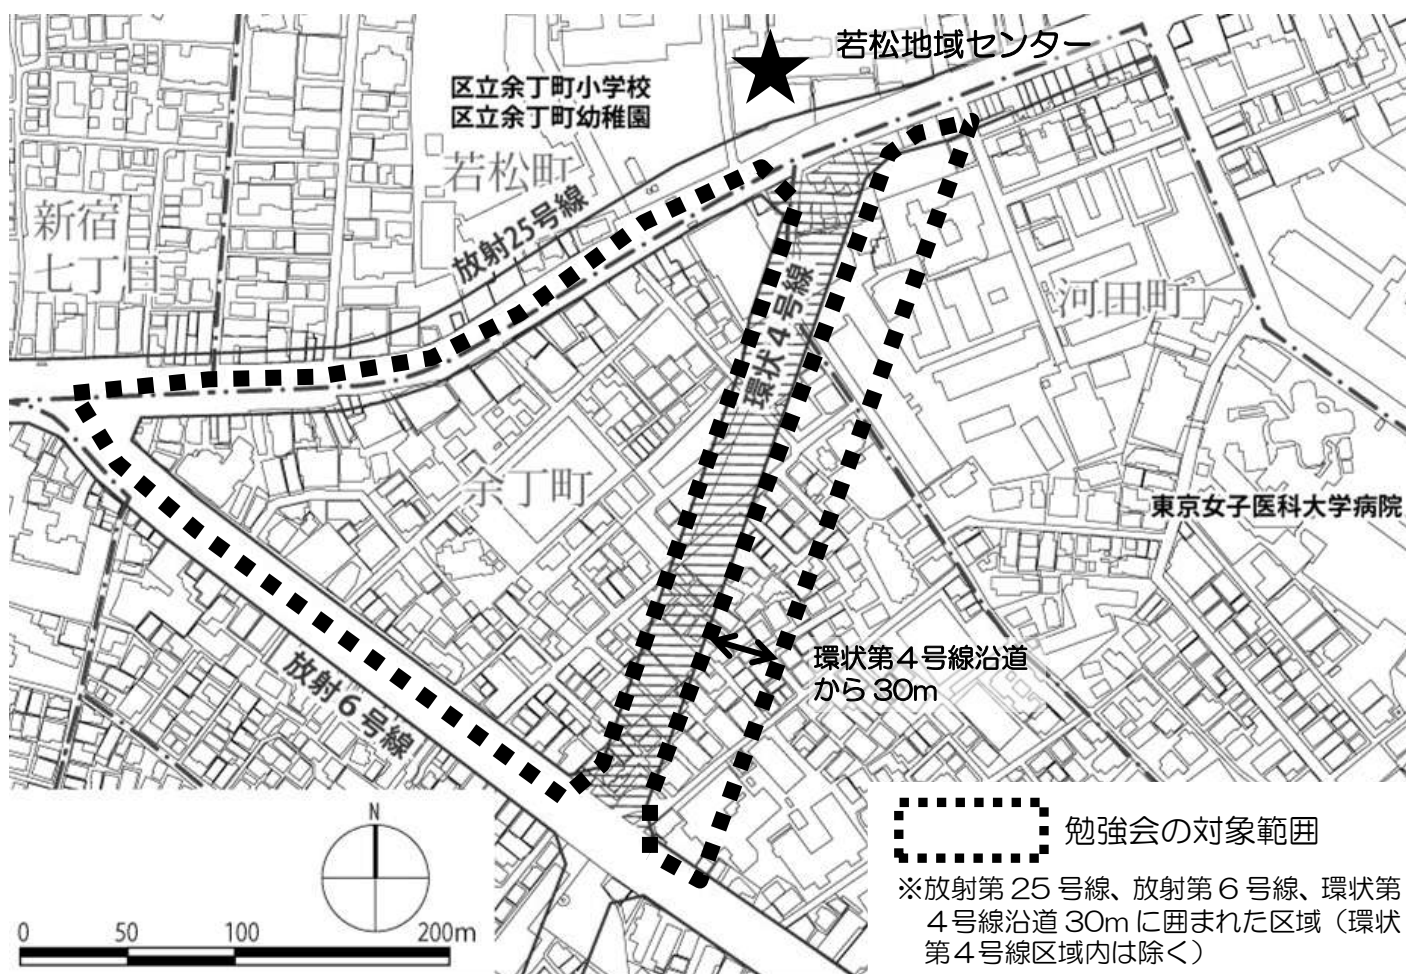 若松地域センター
区立余丁町小学校
区立余丁町幼稚園
若松町
新宿
七丁目
放射25号線
環状4号線
河田町
余丁町
東京女子医科大学病院
環状第4号線沿道
から30m
放射6号線
N
0 50 100 200m
勉強会の対象範囲
※放射第25号線、放射第6号線、環状第
4号線沿道30mに囲まれた区域（環状
第4号線区域内は除く）